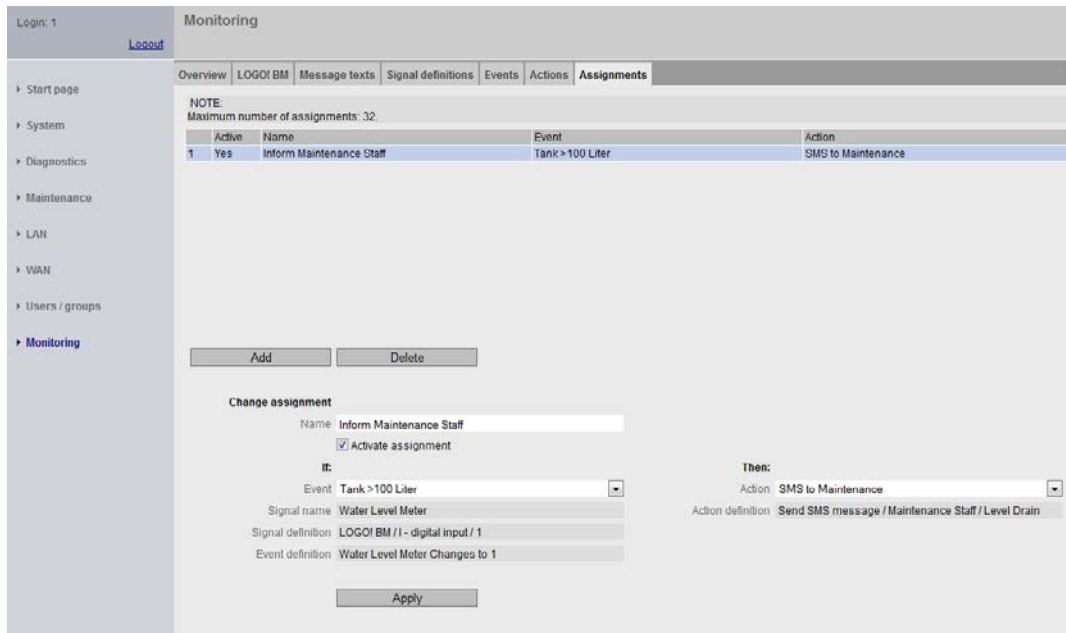 Login: 1
Logout
Monitoring
Start page
System
Diagnostics
Maintenance
LAN
WAN
Users / groups
Monitoring
Overview LOGO! BM Message texts Signal definitions Events Actions Assignments
NOTE:
Maximum number of assignments: 32.
Active Name Event Action
1 Yes Inform Maintenance Staff Tank >100 Liter SMS to Maintenance
Add Delete
Change assignment
Name Inform Maintenance Staff
Activate assignment
If: Then:
Event Tank >100 Liter Action SMS to Maintenance
Signal name Water Level Meter Action definition Send SMS message / Maintenance Staff / Level Drain
Signal definition LOGO! BM / I - digital input / 1
Event definition Water Level Meter Changes to 1
Apply